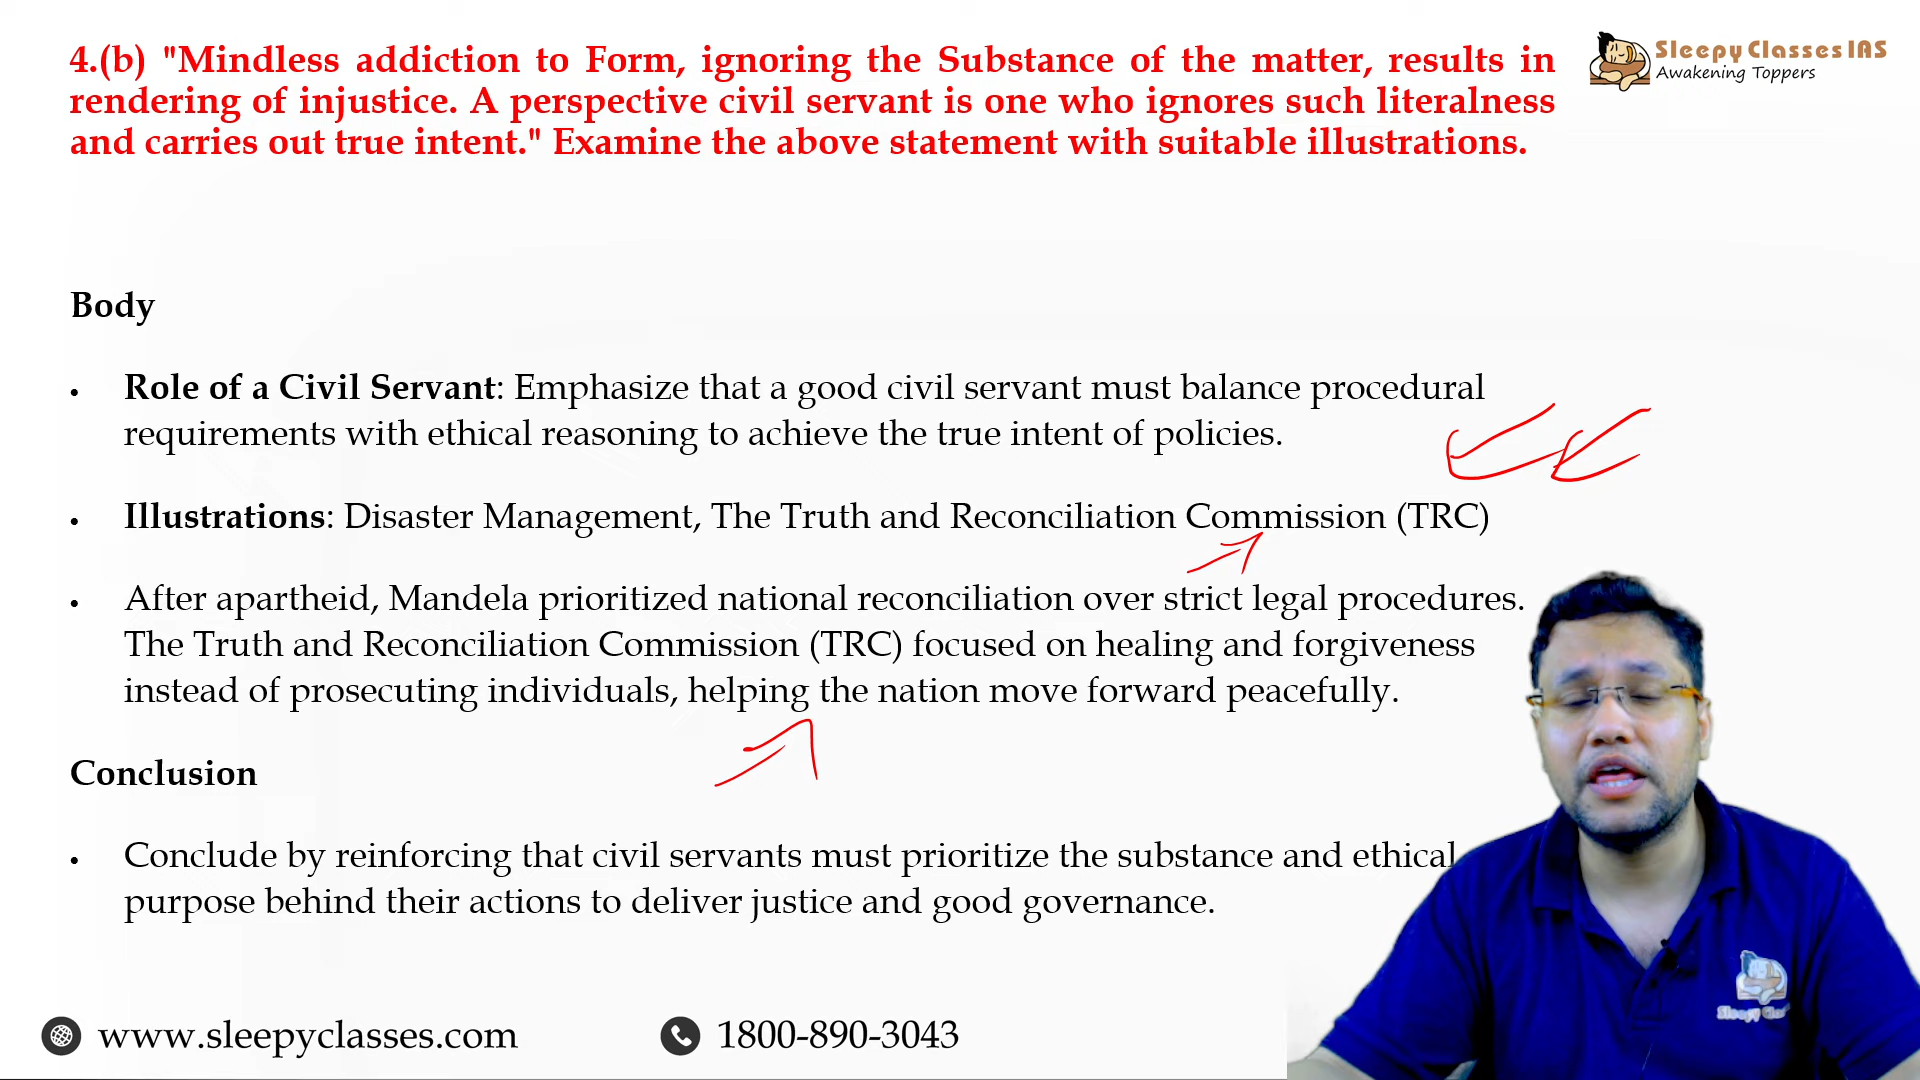 4.(b) "Mindless addiction to Form, ignoring the Substance of the matter, results in
rendering of injustice. A perspective civil servant is one who ignores such literalness
and carries out true intent." Examine the above statement with suitable illustrations.
Sleepy Classes IAS
Awakening Toppers
Body
• Role of a Civil Servant: Emphasize that a good civil servant must balance procedural
requirements with ethical reasoning to achieve the true intent of policies.
• Illustrations: Disaster Management, The Truth and Reconciliation Commission (TRC)
• After apartheid, Mandela prioritized national reconciliation over strict legal procedures.
The Truth and Reconciliation Commission (TRC) focused on healing and forgiveness
instead of prosecuting individuals, helping the nation move forward peacefully.
Conclusion
• Conclude by reinforcing that civil servants must prioritize the substance and ethical
purpose behind their actions to deliver justice and good governance.
www.sleepyclasses.com
1800-890-3043